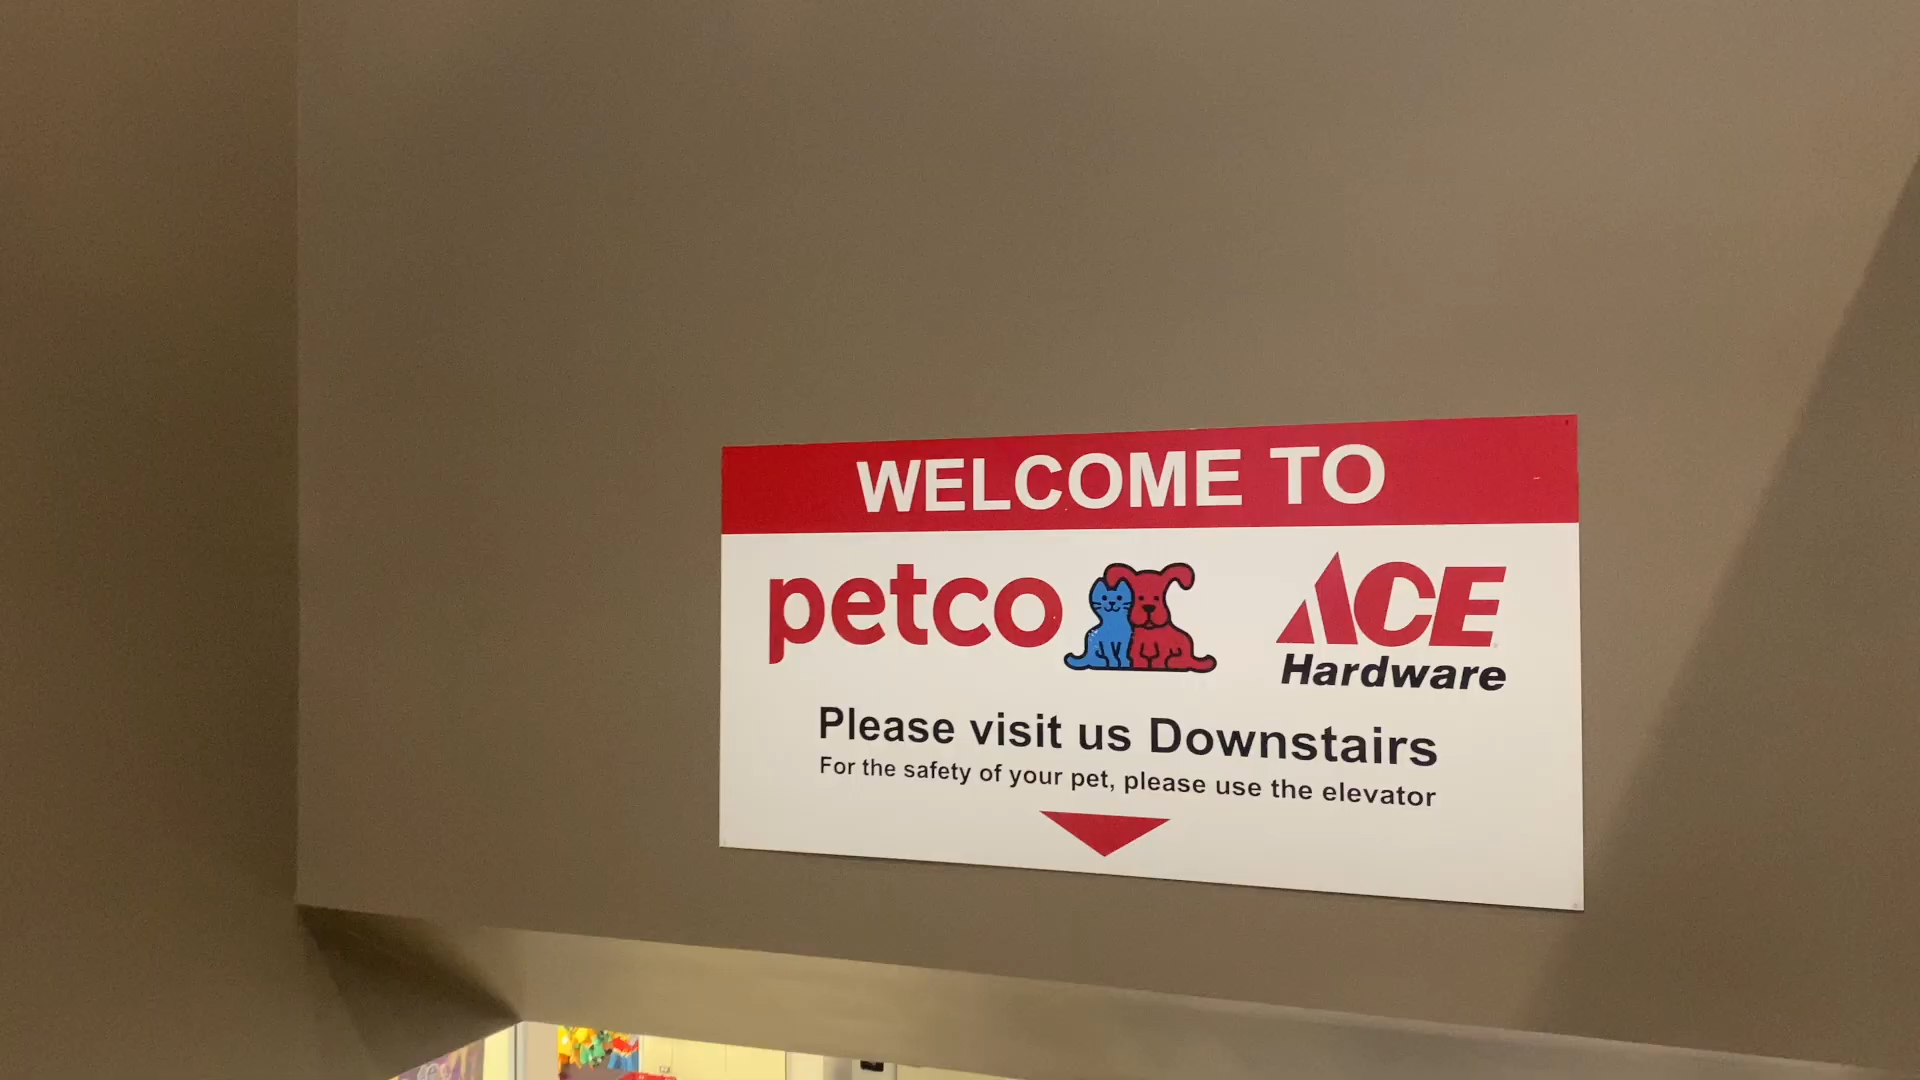 WELCOME TO
petco
ACE
Hardware
Please visit us Downstairs
For the safety of your pet, please use the elevator